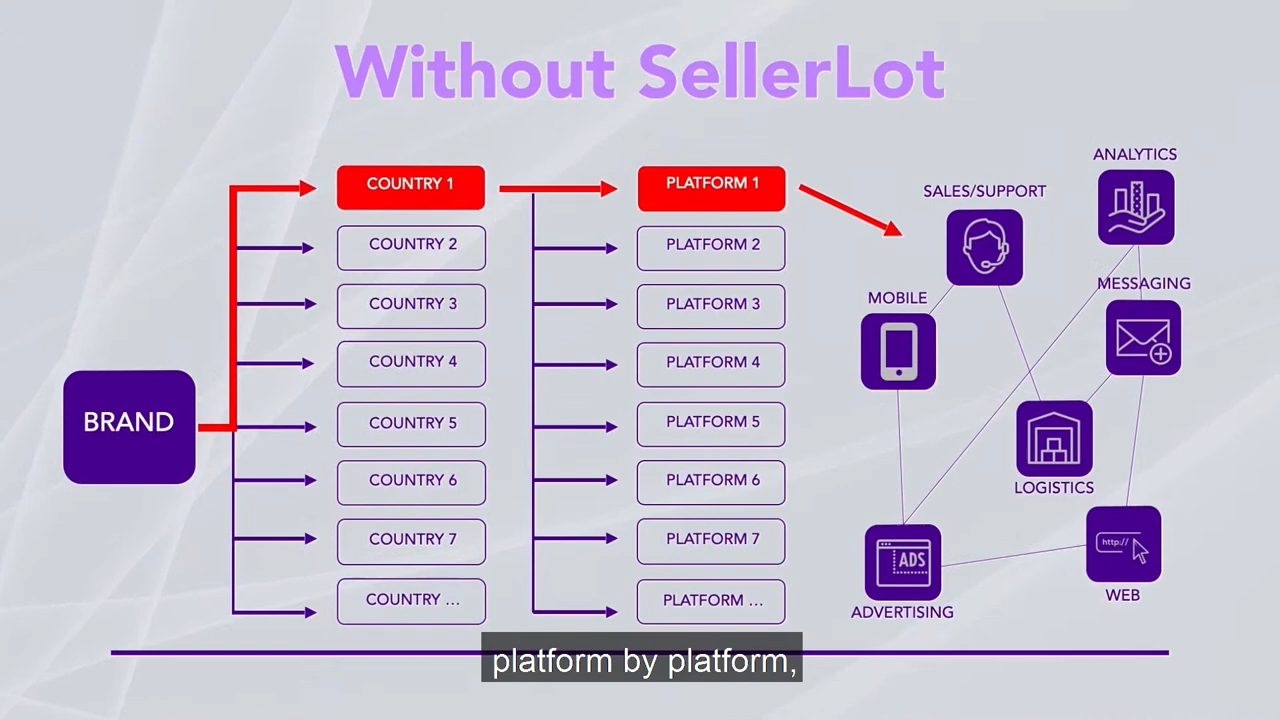 Without SellerLot
BRAND
COUNTRY 1
COUNTRY 2
COUNTRY 3
COUNTRY 4
COUNTRY 5
COUNTRY 6
COUNTRY 7
COUNTRY ...
PLATFORM 1
PLATFORM 2
PLATFORM 3
PLATFORM 4
PLATFORM 5
PLATFORM 6
PLATFORM 7
PLATFORM ...
ANALYTICS
SALES/SUPPORT
MESSAGING
MOBILE
LOGISTICS
http://
WEB
ADS
ADVERTISING
platform by platform,